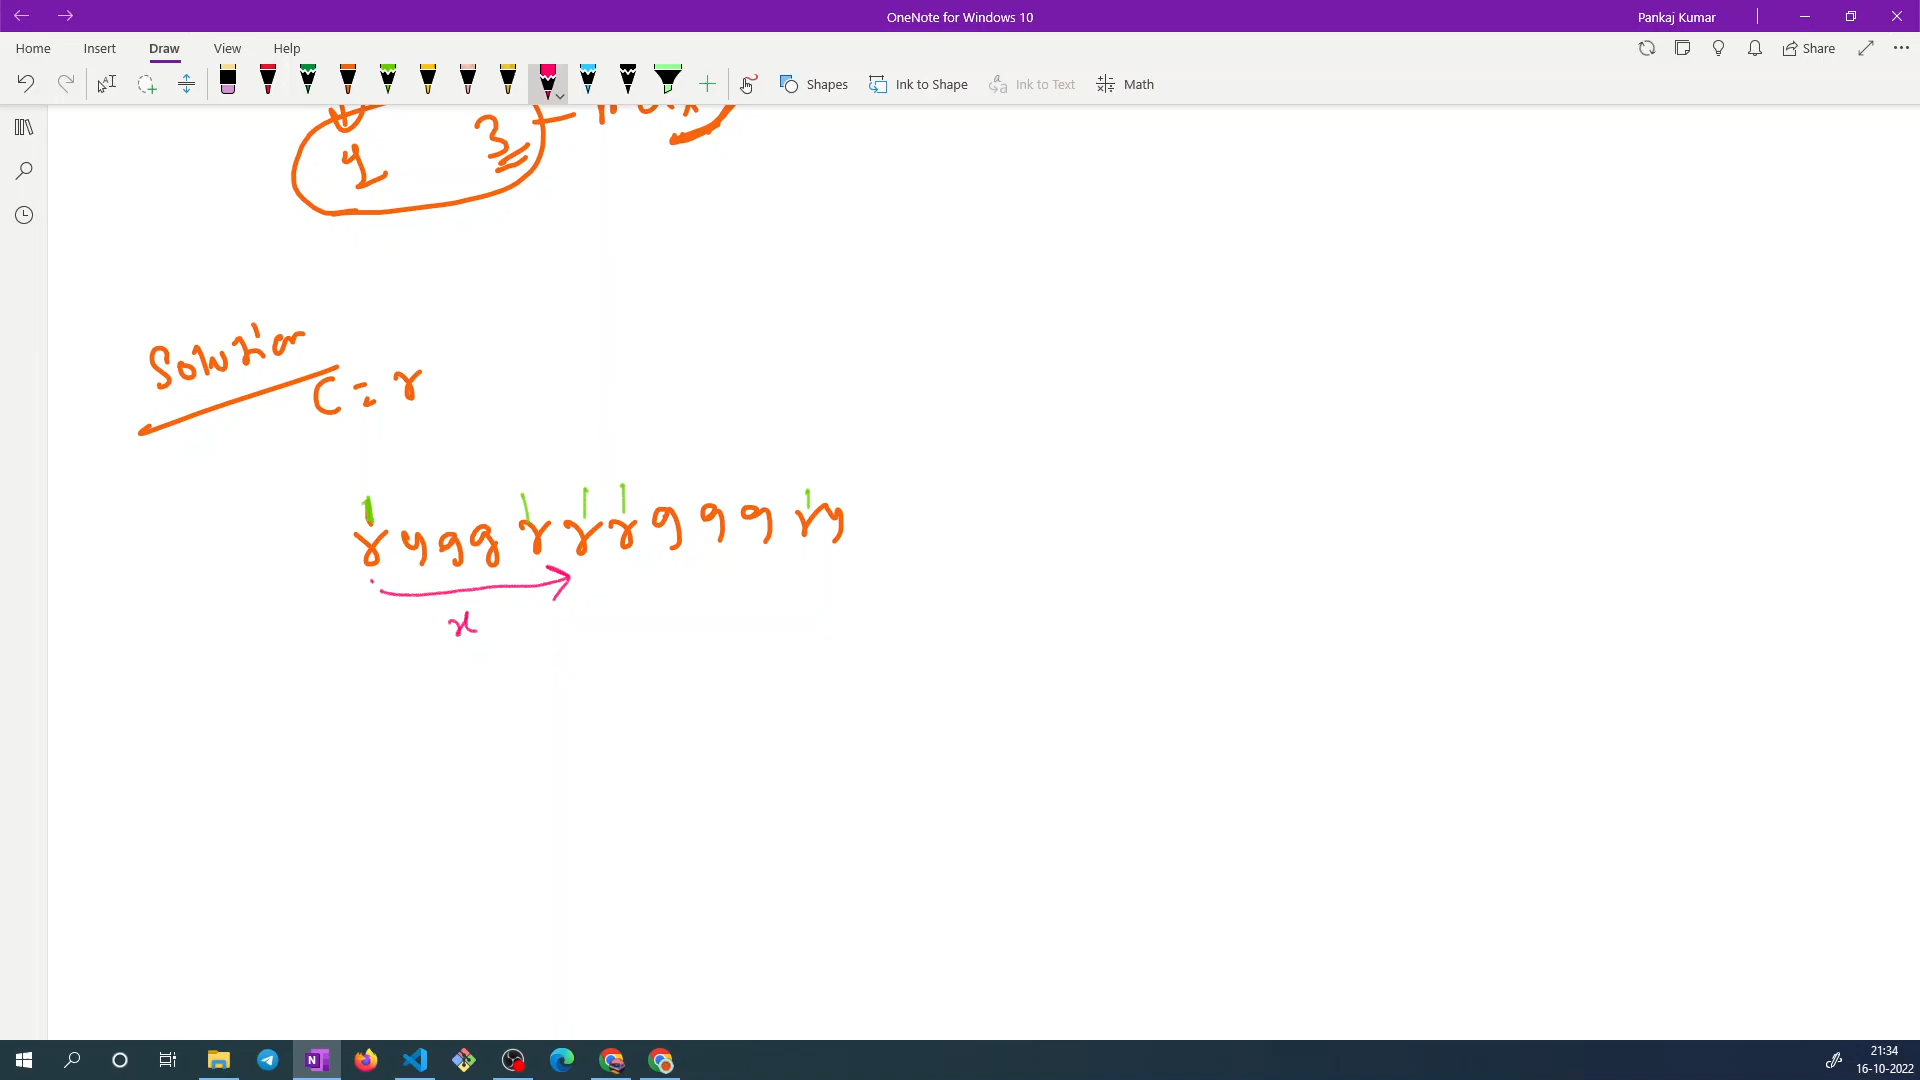 OneNote for Windows 10
Pankaj Kumar
Home Insert Draw View Help
Share
Shapes Ink to Shape Ink to Text Math
1 3
Solution
C = r
r y g g r r r g g g r y
x
21:34
16-10-2022